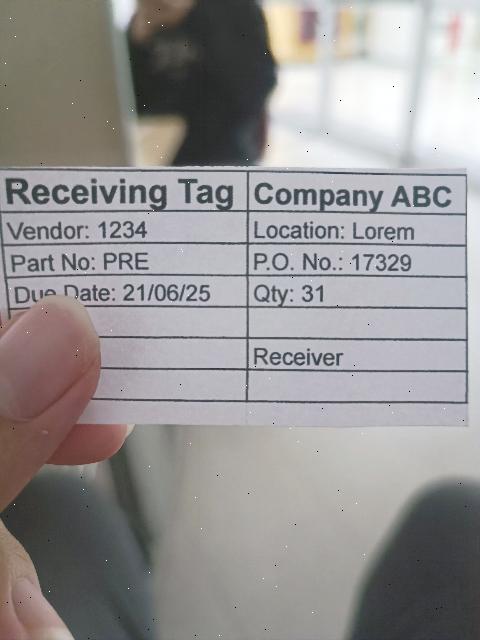 Receiving Tag Company ABC
Vendor: 1234 Location: Lorem
Part No: PRE P.O. No.: 17329
Due Date: 21/06/25 Qty: 31
Receiver